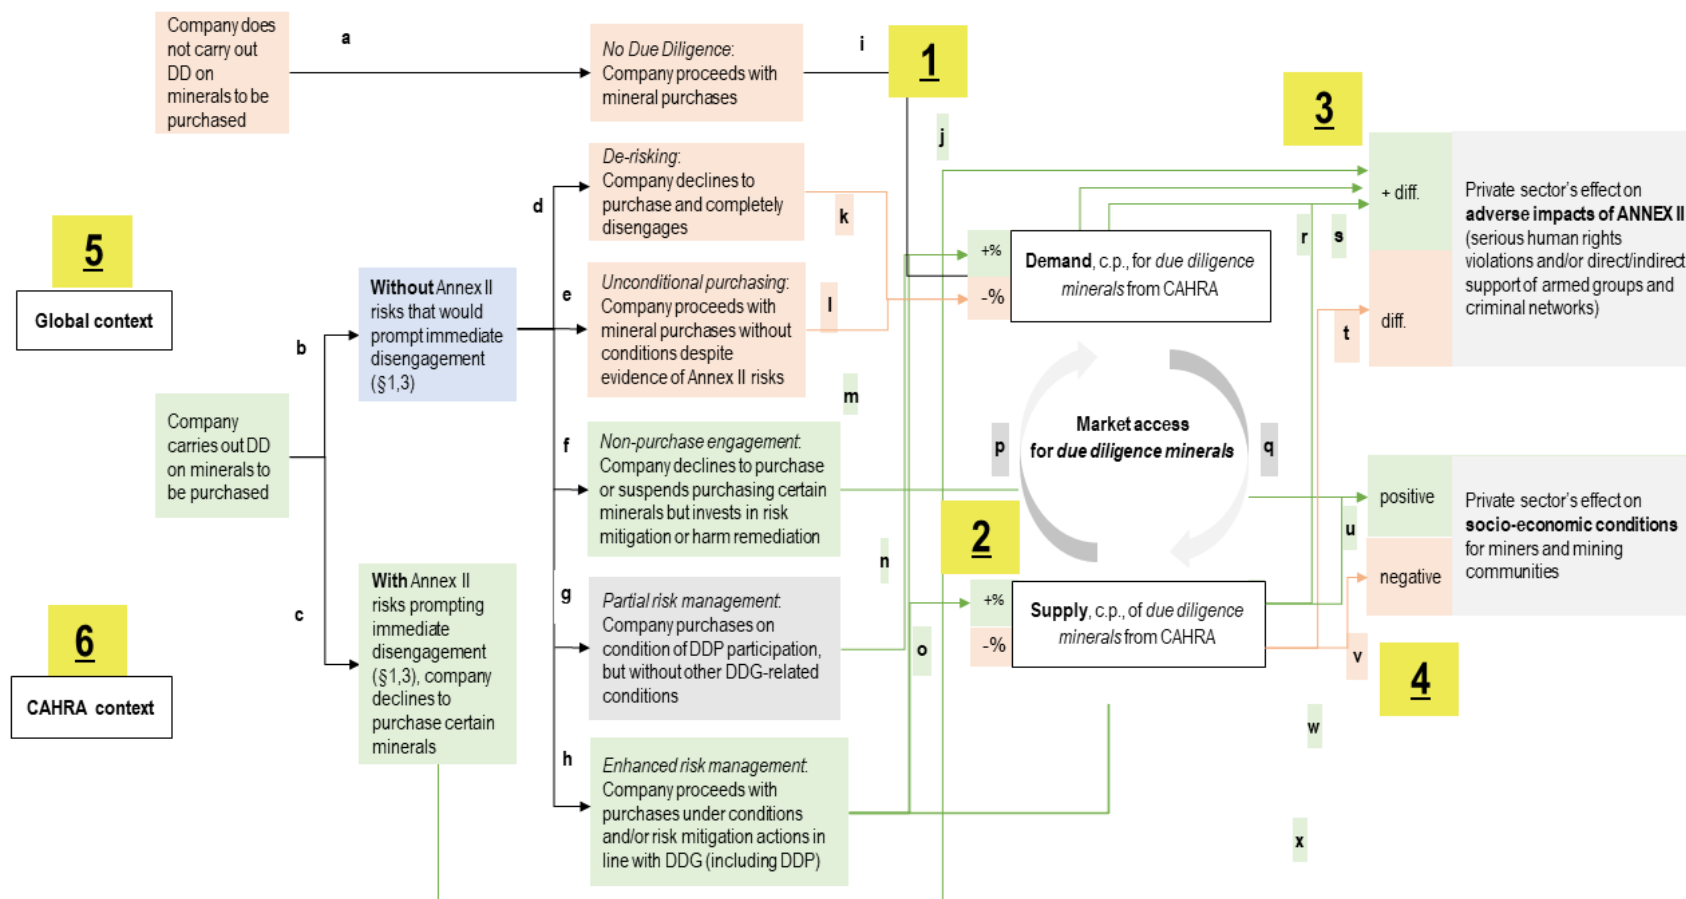 Company does
not carry out
DD on
minerals to be
purchased
a
No Due Diligence:
Company proceeds with
mineral purchases
i
1
j
3
De-risking:
Company declines to
purchase and completely
disengages
d
k
+ diff.
diff.
Private sector's effect on
adverse impacts of ANNEX II
(serious human rights
violations and/or direct/indirect
support of armed groups and
criminal networks)
r
s
t
5
Global context
b
Without Annex II
risks that would
prompt immediate
disengagement
(§1,3)
e
Unconditional purchasing:
Company proceeds with
mineral purchases without
conditions despite
evidence of Annex II risks
l
+%
-%
Demand, c.p., for due diligence
minerals from CAHRA
m
Company
carries out DD
on minerals to
be purchased
f
Non-purchase engagement:
Company declines to purchase
or suspends purchasing certain
minerals but invests in risk
mitigation or harm remediation
p
Market access
for due diligence minerals
q
positive
negative
Private sector's effect on
socio-economic conditions
for miners and mining
communities
u
2
n
6
CAHRA context
c
With Annex II
risks prompting
immediate
disengagement
(§1,3), company
declines to
purchase certain
minerals
g
Partial risk management:
Company purchases on
condition of DDP participation,
but without other DDG-related
conditions
o
+%
-%
Supply, c.p., of due diligence
minerals from CAHRA
v
4
w
h
Enhanced risk management:
Company proceeds with
purchases under conditions
and/or risk mitigation actions in
line with DDG (including DDP)
x